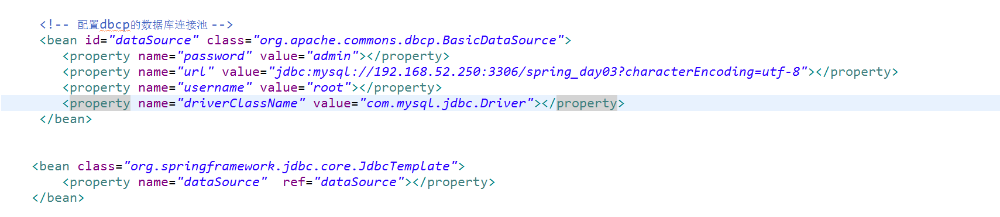 <!-- 配置dbcp的数据库连接池 -->
<bean id="dataSource" class="org.apache.commons.dbcp.BasicDataSource">
<property name="password" value="admin"></property>
<property name="url" value="jdbc:mysql://192.168.52.250:3306/spring_day03?characterEncoding=utf-8"></property>
<property name="username" value="root"></property>
<property name="driverClassName" value="com.mysql.jdbc.Driver"></property>
</bean>
<bean class="org.springframework.jdbc.core.JdbcTemplate">
<property name="dataSource"  ref="dataSource"></property>
</bean>